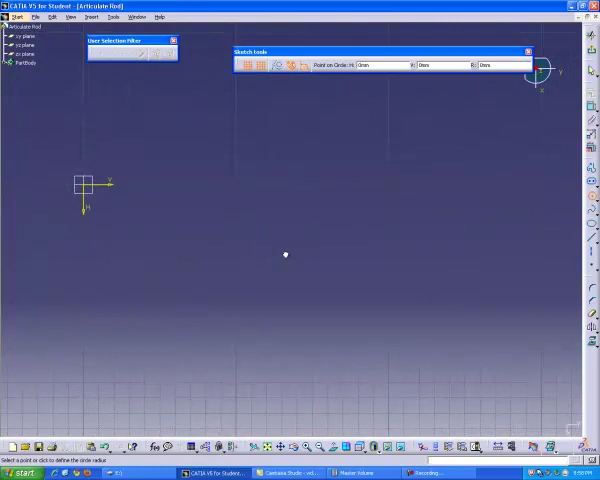 CATIA V5 for Student - [Articulate Rod]
Start File Edit View Insert Tools Window Help
Articulate Rod
xy plane
yz plane
zx plane
PartBody
User Selection Filter
Sketch tools
Point on Circle: H: 0mm V: 0mm R: 0mm
y
x
V
H
CATIA
Select a point or click to define the circle radius
start
CATIA V5 for Student...
Camtasia Studio - vol...
Master Volume
Recording...